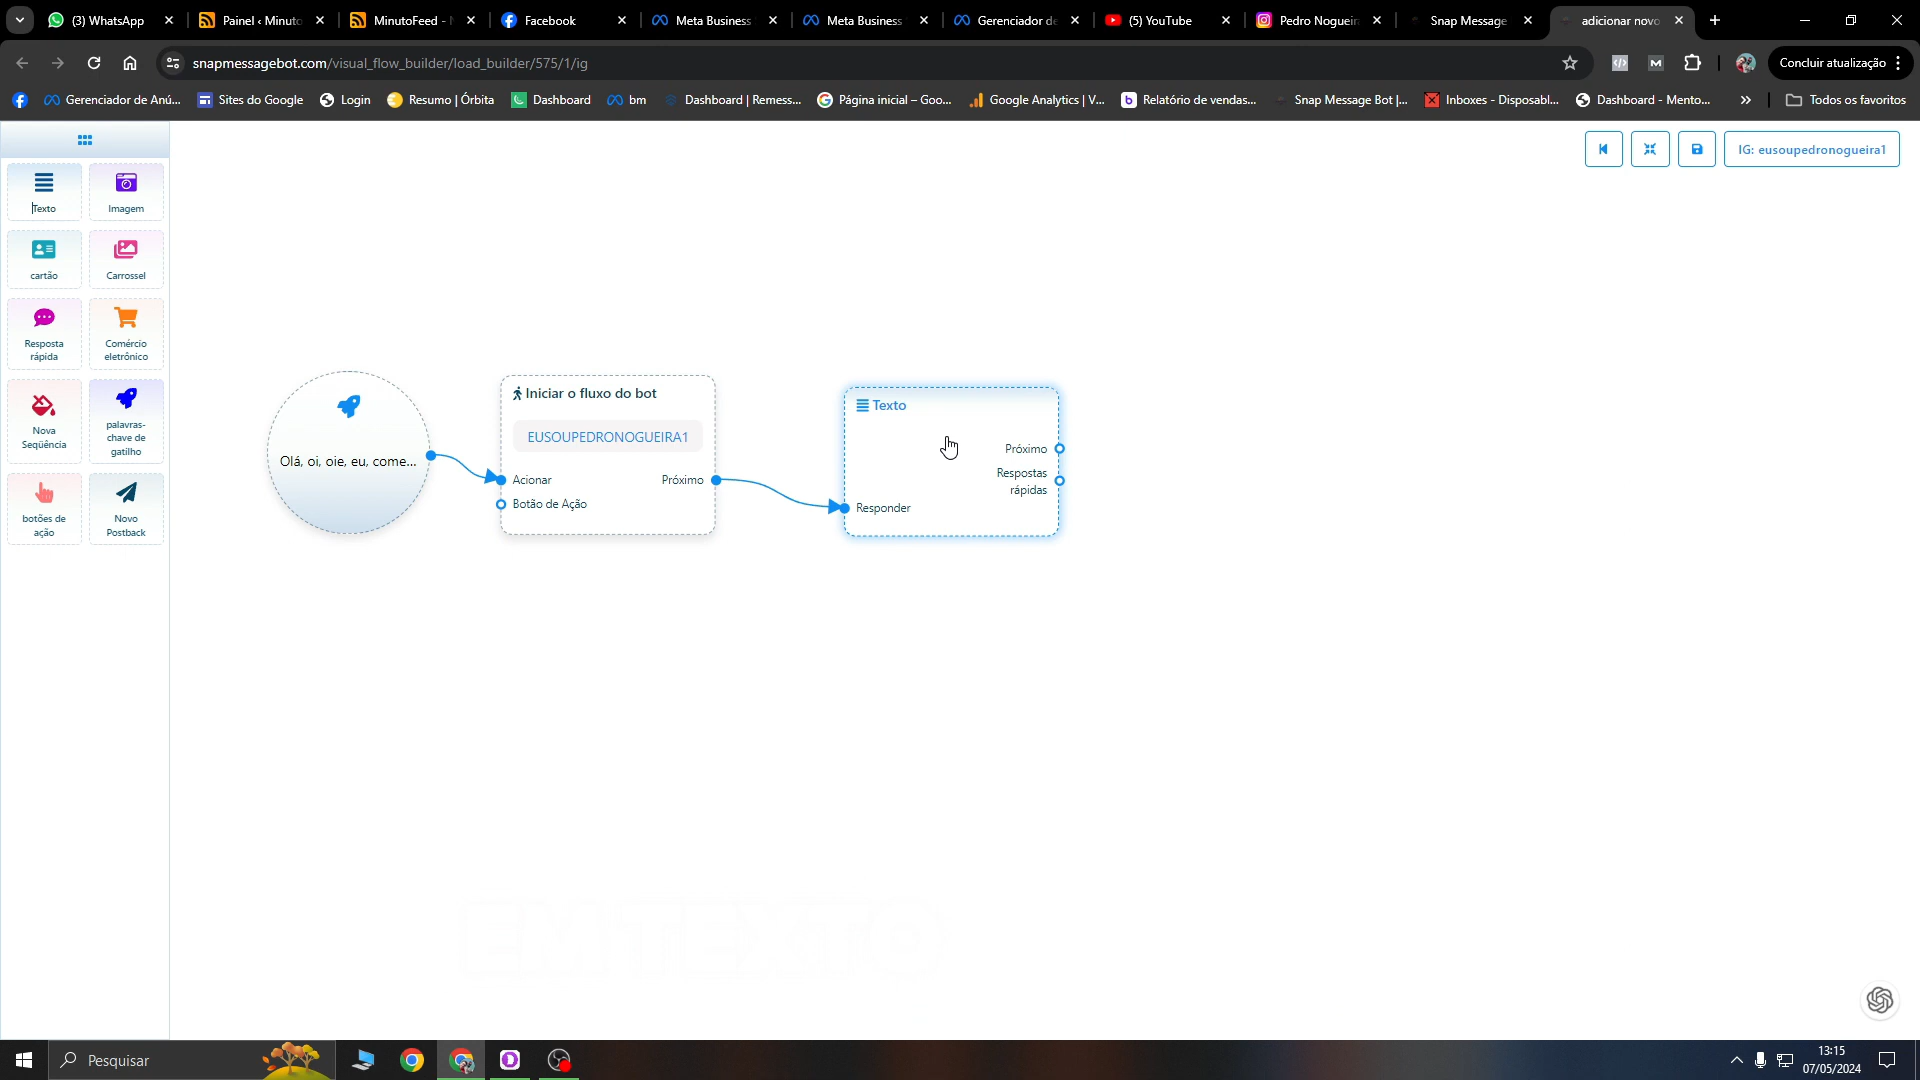 (3) WhatsApp
Painel ‹ Minuto
MinutoFeed -
Facebook
Meta Business
Meta Business
Gerenciador de
(5) YouTube
Pedro Nogueir
Snap Message
adicionar novo
snapmessagebot.com/visual_flow_builder/load_builder/575/1/ig
Concluir atualização
Gerenciador de Anú...
Sites do Google
Login
Resumo | Órbita
Dashboard
bm
Dashboard | Remess...
Página inicial – Goo...
Google Analytics | V...
Relatório de vendas...
Snap Message Bot |...
Inboxes - Disposabl...
Dashboard - Mento...
»
Todos os favoritos
IG: eusoupedronogueira1
Texto
Imagem
cartão
Carrossel
Resposta
rápida
Comércio
eletrônico
Nova
Seqüência
palavras-
chave de
gatilho
botões de
ação
Novo
Postback
Olá, oi, oie, eu, come...
Iniciar o fluxo do bot
EUSOUPEDRONOGUEIRA1
Acionar
Próximo
Botão de Ação
Texto
Próximo
Respostas
rápidas
Responder
EM TEXTO
Pesquisar
13:15
07/05/2024